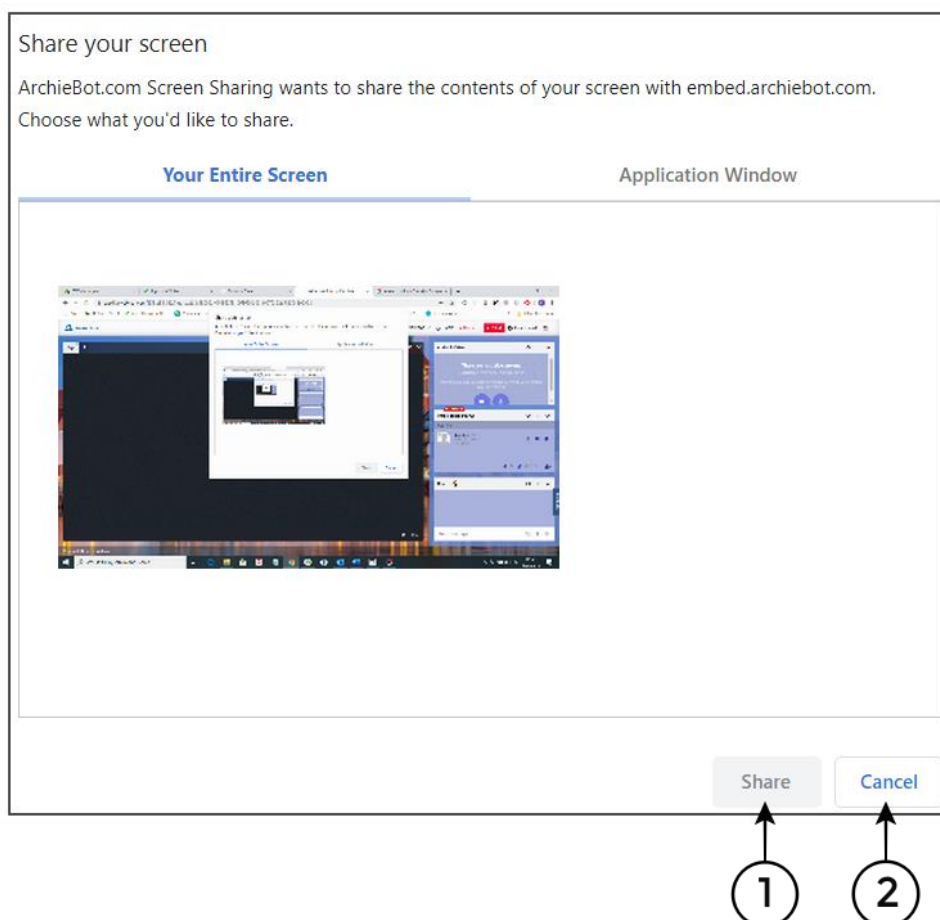 Share your screen
ArchieBot.com Screen Sharing wants to share the contents of your screen with embed.archiebot.com.
Choose what you'd like to share.
Your Entire Screen Application Window
Share Cancel
1 2